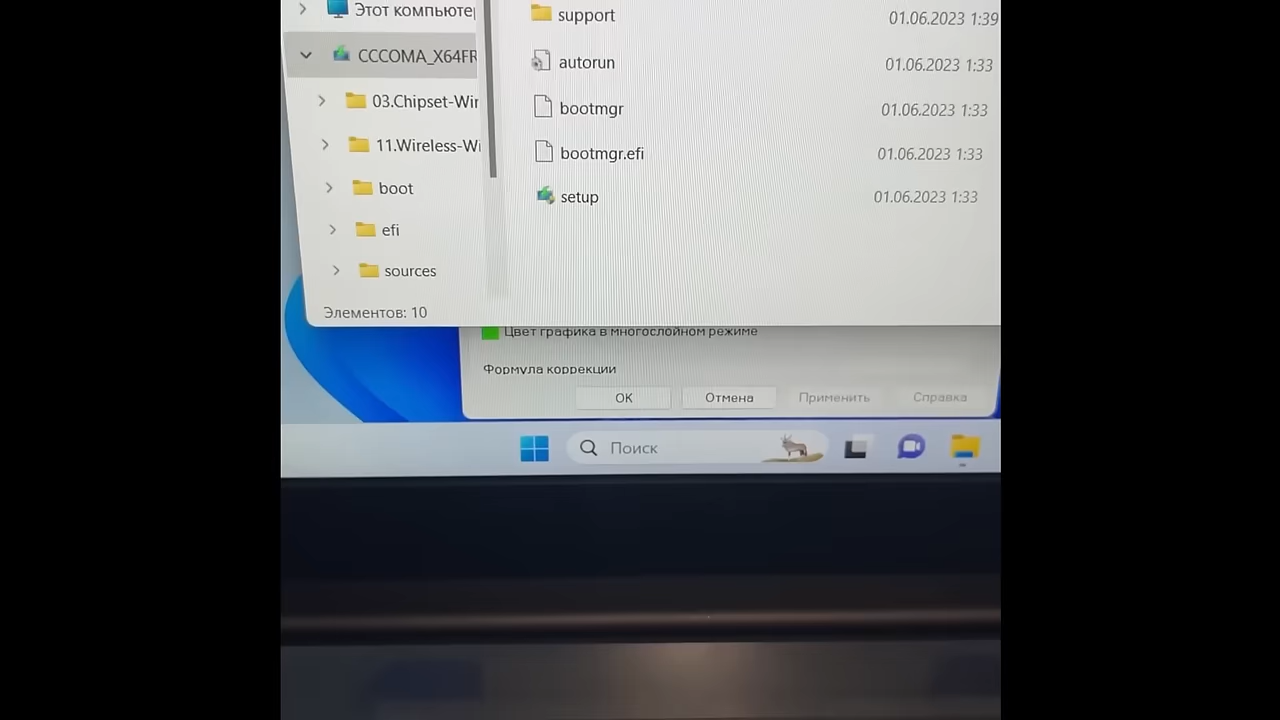 Этот компьютер
CCCOMA_X64FR
03.Chipset-Wir
11.Wireless-Wi
boot
efi
sources
Элементов: 10
support 01.06.2023 1:39
autorun 01.06.2023 1:33
bootmgr 01.06.2023 1:33
bootmgr.efi 01.06.2023 1:33
setup 01.06.2023 1:33
Цвет графика в многослойном режиме
Формула коррекции
OK Отмена Применить Справка
Поиск